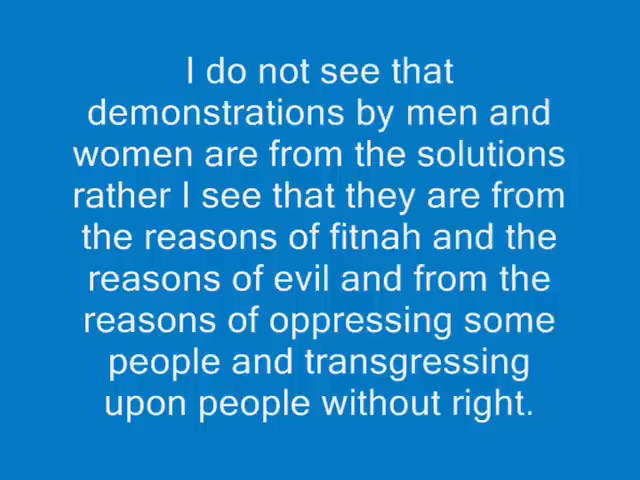 I do not see that
demonstrations by men and
women are from the solutions
rather I see that they are from
the reasons of fitnah and the
reasons of evil and from the
reasons of oppressing some
people and transgressing
upon people without right.